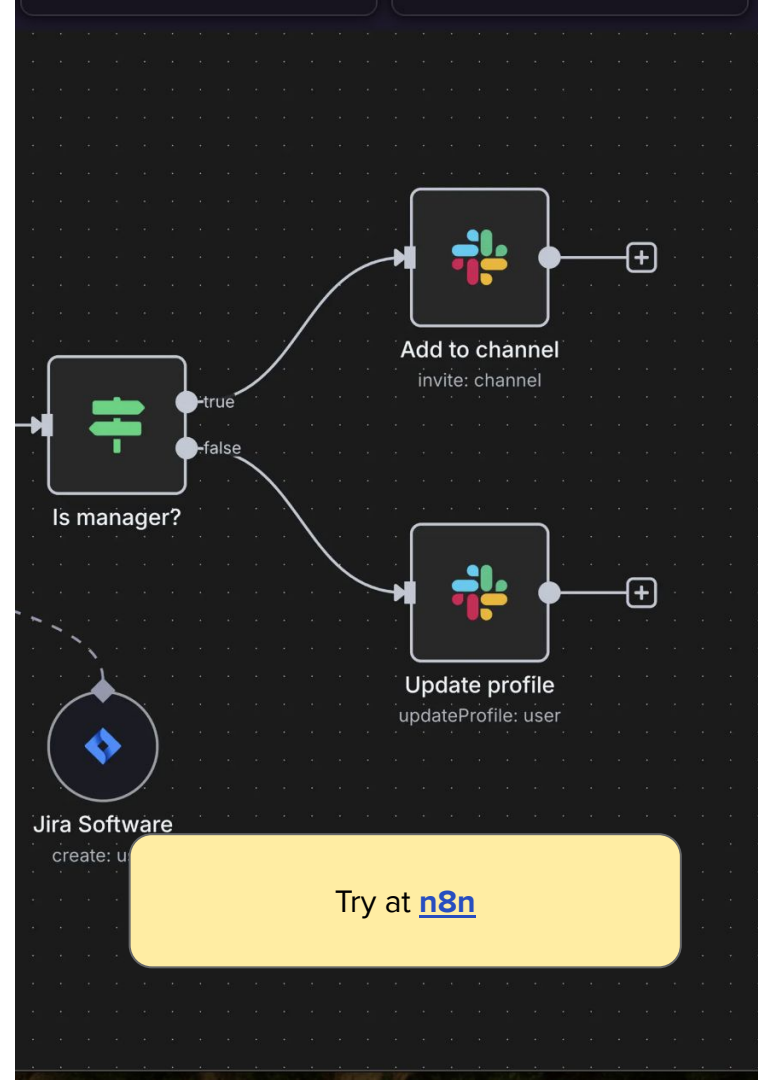 true
Add to channel
invite: channel
false
Is manager?
Update profile
updateProfile: user
Jira Software
create:
Try at n8n